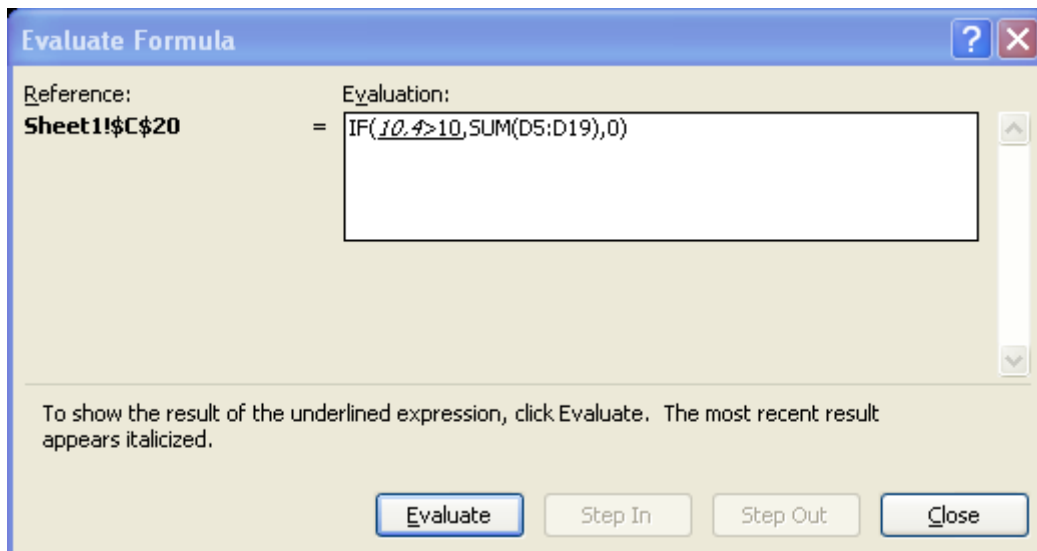 Evaluate Formula
Reference:
Evaluation:
Sheet1!$C$20 = IF(10.4>10,SUM(D5:D19),0)
To show the result of the underlined expression, click Evaluate. The most recent result
appears italicized.
Evaluate Step In Step Out Close